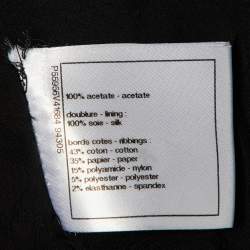 100% acetate - acetate
doublure - lining :
100% soie - silk
bords cotes - ribbings :
43% coton - cotton
35% papier - paper
15% polyamide - nylon
5% polyester - polyester
2% elasthanne - spandex